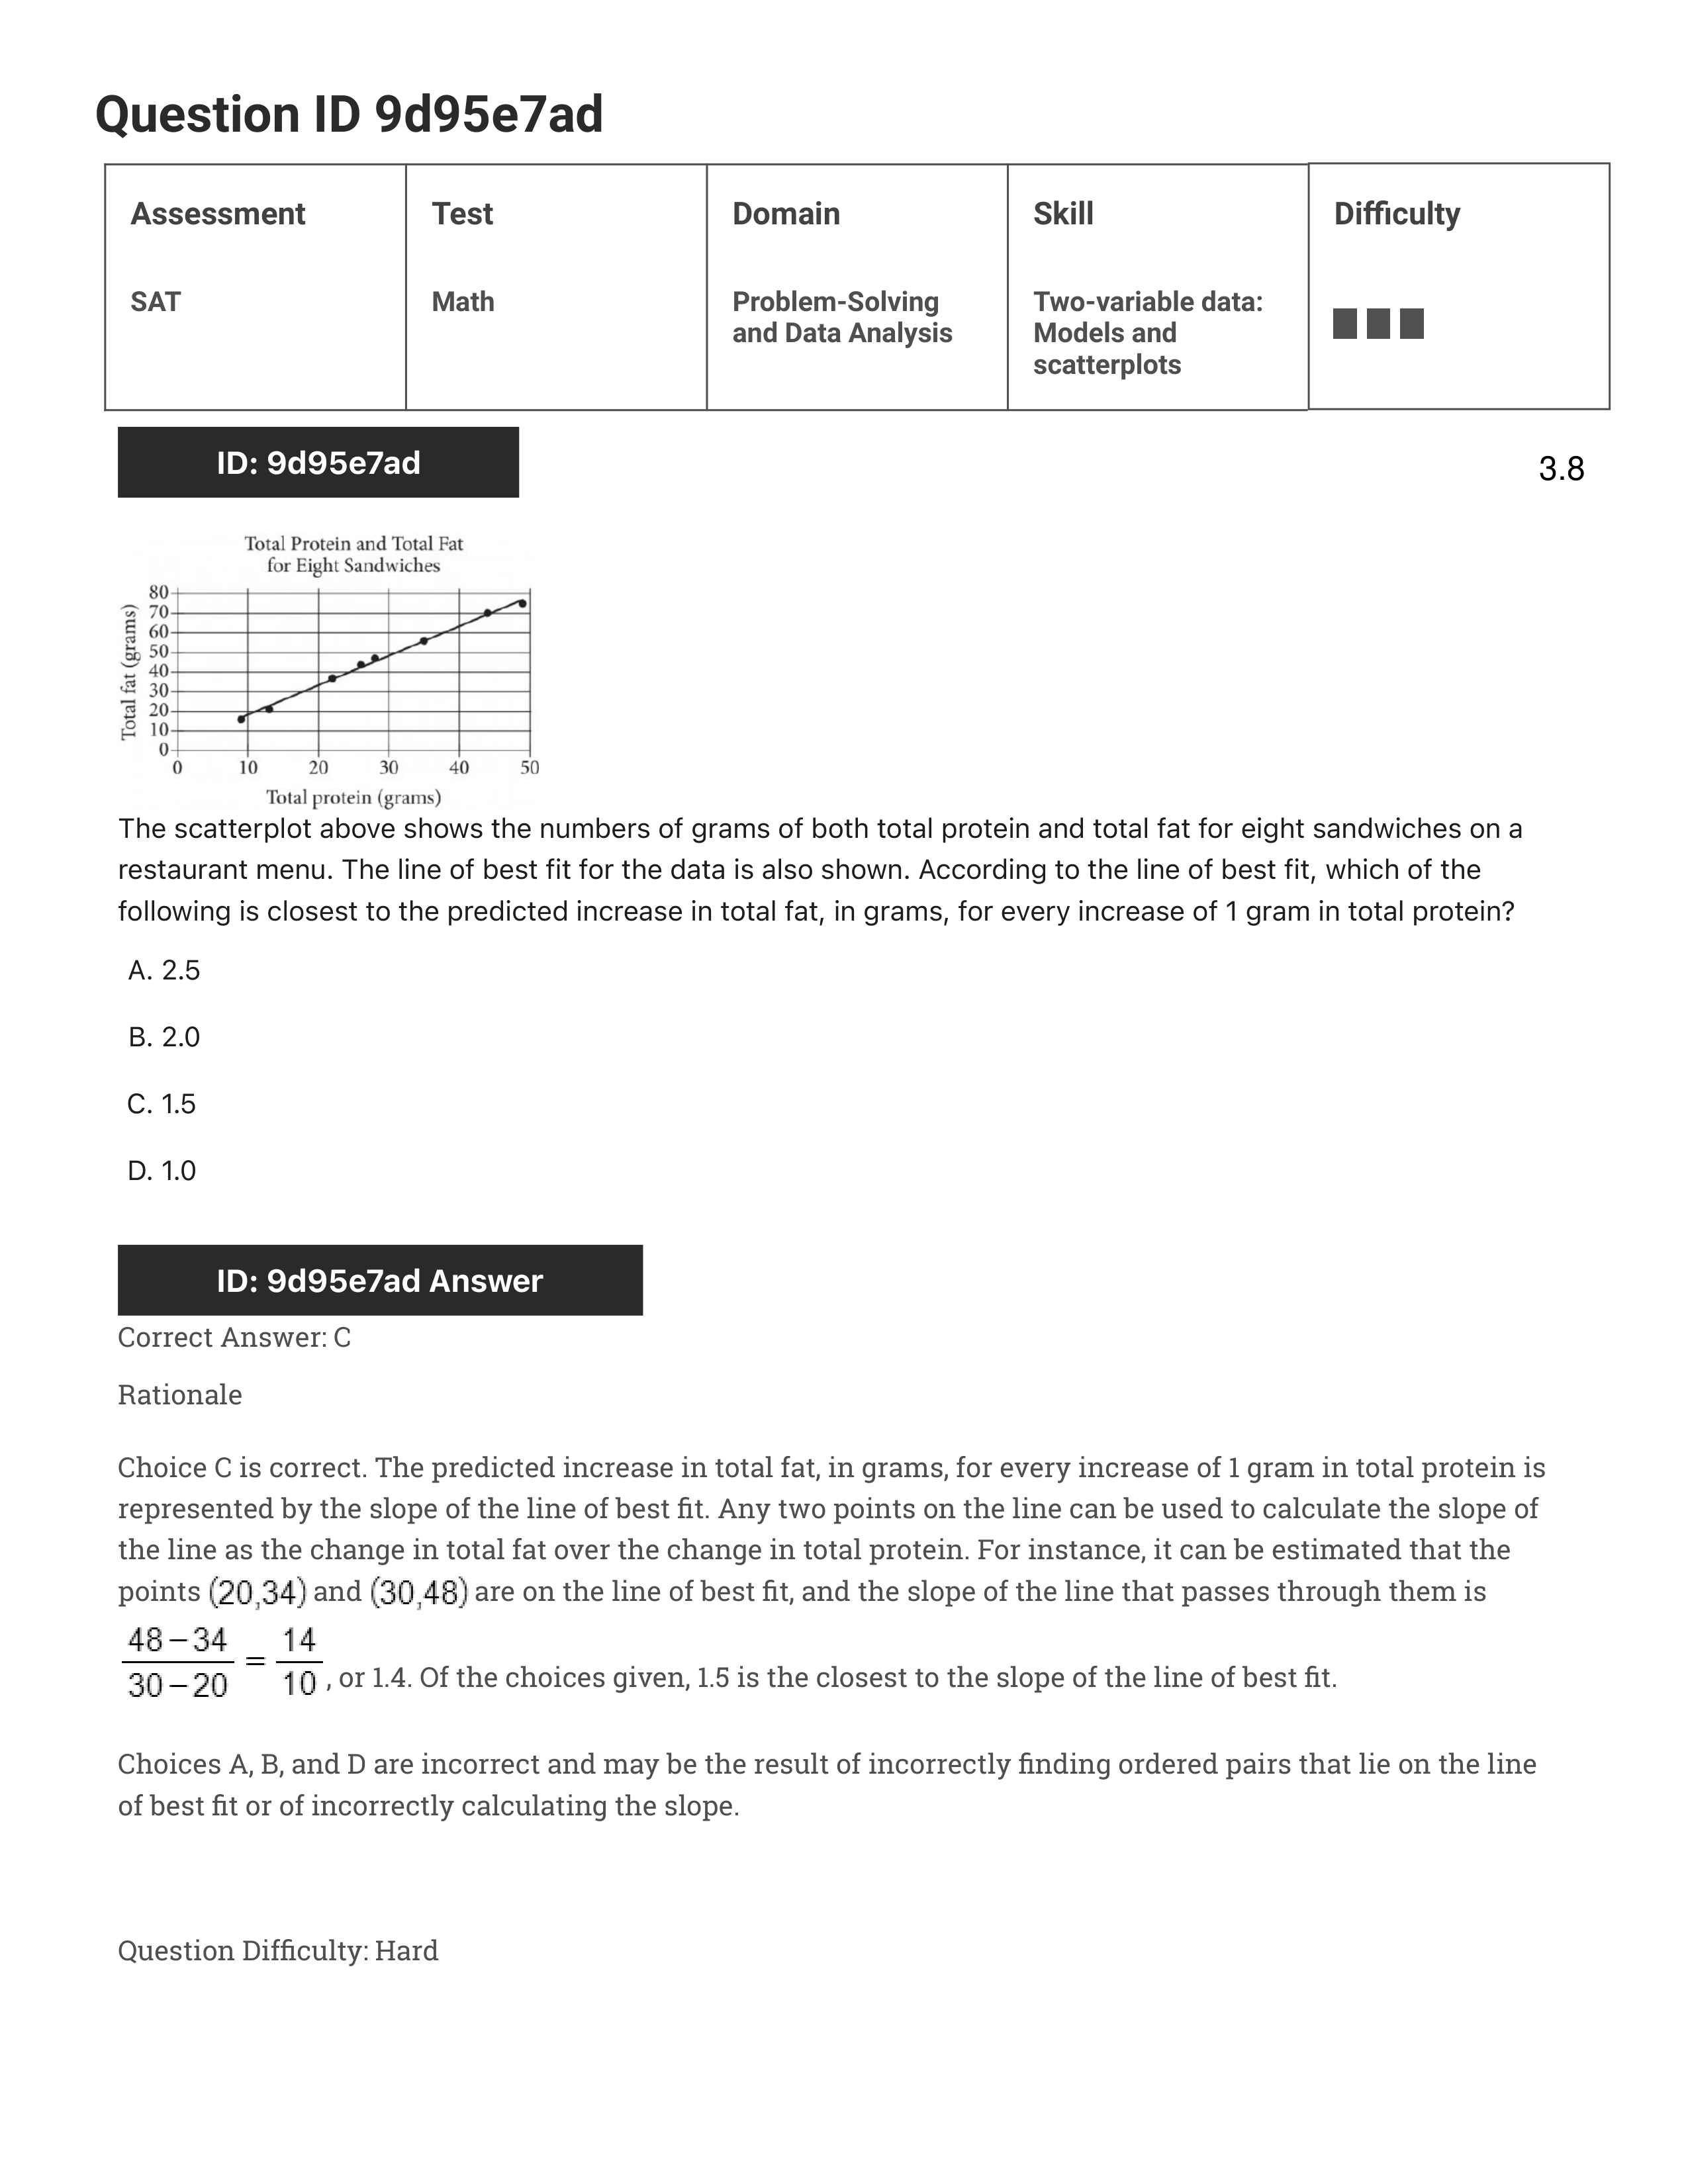 Question ID 9d95e7ad
Assessment
Test
Domain
Skill
Difficulty
SAT
Math
Problem-Solving
and Data Analysis
Two-variable data:
Models and
scatterplots
ID: 9d95e7ad
3.8
Total Protein and Total Fat
for Eight Sandwiches
Total fat (grams)
80
70
60
50
40
30
20
10
0
0 10 20 30 40 50
Total protein (grams)
The scatterplot above shows the numbers of grams of both total protein and total fat for eight sandwiches on a
restaurant menu. The line of best fit for the data is also shown. According to the line of best fit, which of the
following is closest to the predicted increase in total fat, in grams, for every increase of 1 gram in total protein?
A. 2.5
B. 2.0
C. 1.5
D. 1.0
ID: 9d95e7ad Answer
Correct Answer: C
Rationale
Choice C is correct. The predicted increase in total fat, in grams, for every increase of 1 gram in total protein is
represented by the slope of the line of best fit. Any two points on the line can be used to calculate the slope of
the line as the change in total fat over the change in total protein. For instance, it can be estimated that the
points (20,34) and (30,48) are on the line of best fit, and the slope of the line that passes through them is
48−34 / 30−20 = 14 / 10 , or 1.4. Of the choices given, 1.5 is the closest to the slope of the line of best fit.
Choices A, B, and D are incorrect and may be the result of incorrectly finding ordered pairs that lie on the line
of best fit or of incorrectly calculating the slope.
Question Difficulty: Hard